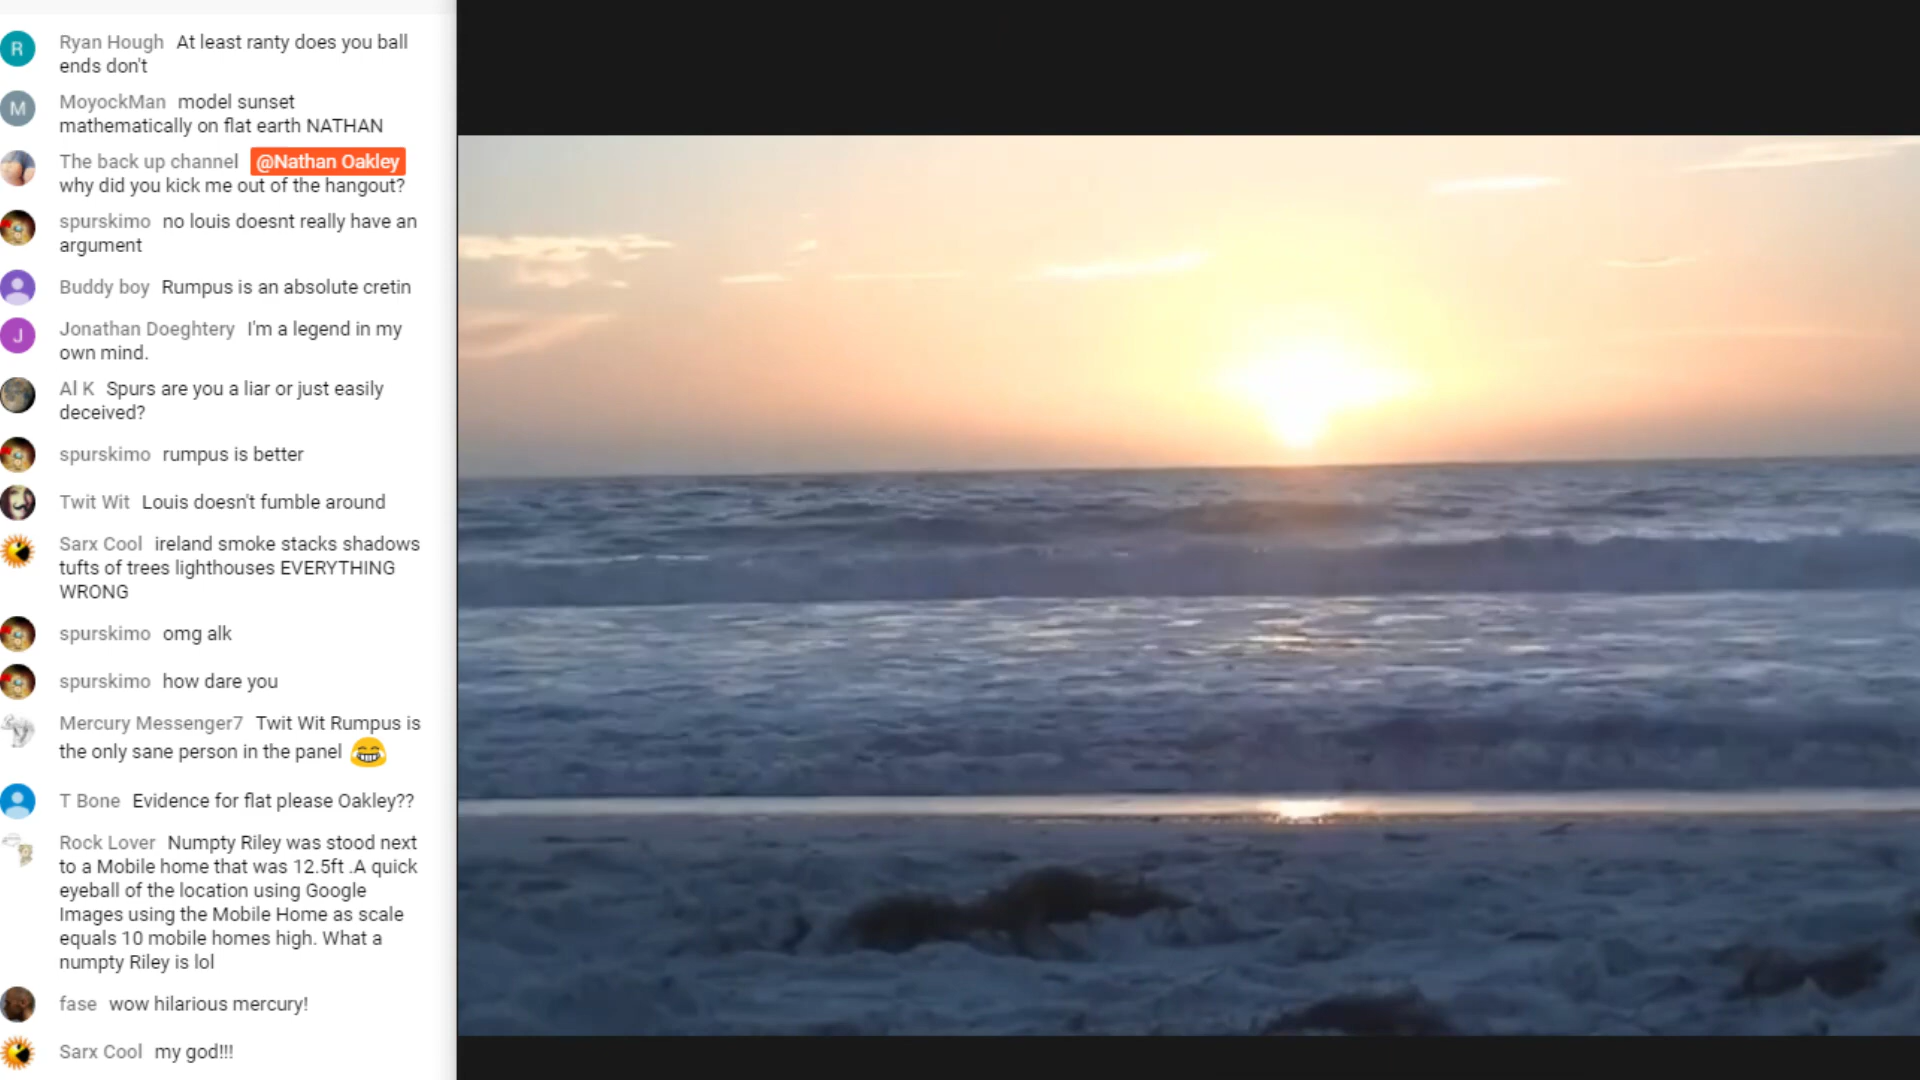 Ryan Hough At least ranty does you ball
ends don't
MoyockMan model sunset
mathematically on flat earth NATHAN
The back up channel @Nathan Oakley
why did you kick me out of the hangout?
spurskimo no louis doesnt really have an
argument
Buddy boy Rumpus is an absolute cretin
Jonathan Doeghtery I'm a legend in my
own mind.
Al K Spurs are you a liar or just easily
deceived?
spurskimo rumpus is better
Twit Wit Louis doesn't fumble around
Sarx Cool ireland smoke stacks shadows
tufts of trees lighthouses EVERYTHING
WRONG
spurskimo omg alk
spurskimo how dare you
Mercury Messenger7 Twit Wit Rumpus is
the only sane person in the panel 😂
T Bone Evidence for flat please Oakley??
Rock Lover Numpty Riley was stood next
to a Mobile home that was 12.5ft .A quick
eyeball of the location using Google
Images using the Mobile Home as scale
equals 10 mobile homes high. What a
numpty Riley is lol
fase wow hilarious mercury!
Sarx Cool my god!!!
R
M
J